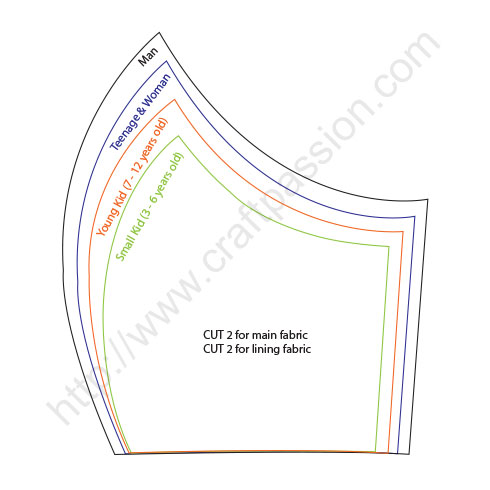 Man
Teenage & Woman
Young Kid (7 - 12 years old)
Small Kid (3 - 6 years old)
CUT 2 for main fabric
CUT 2 for lining fabric
http://www.craftpassion.com